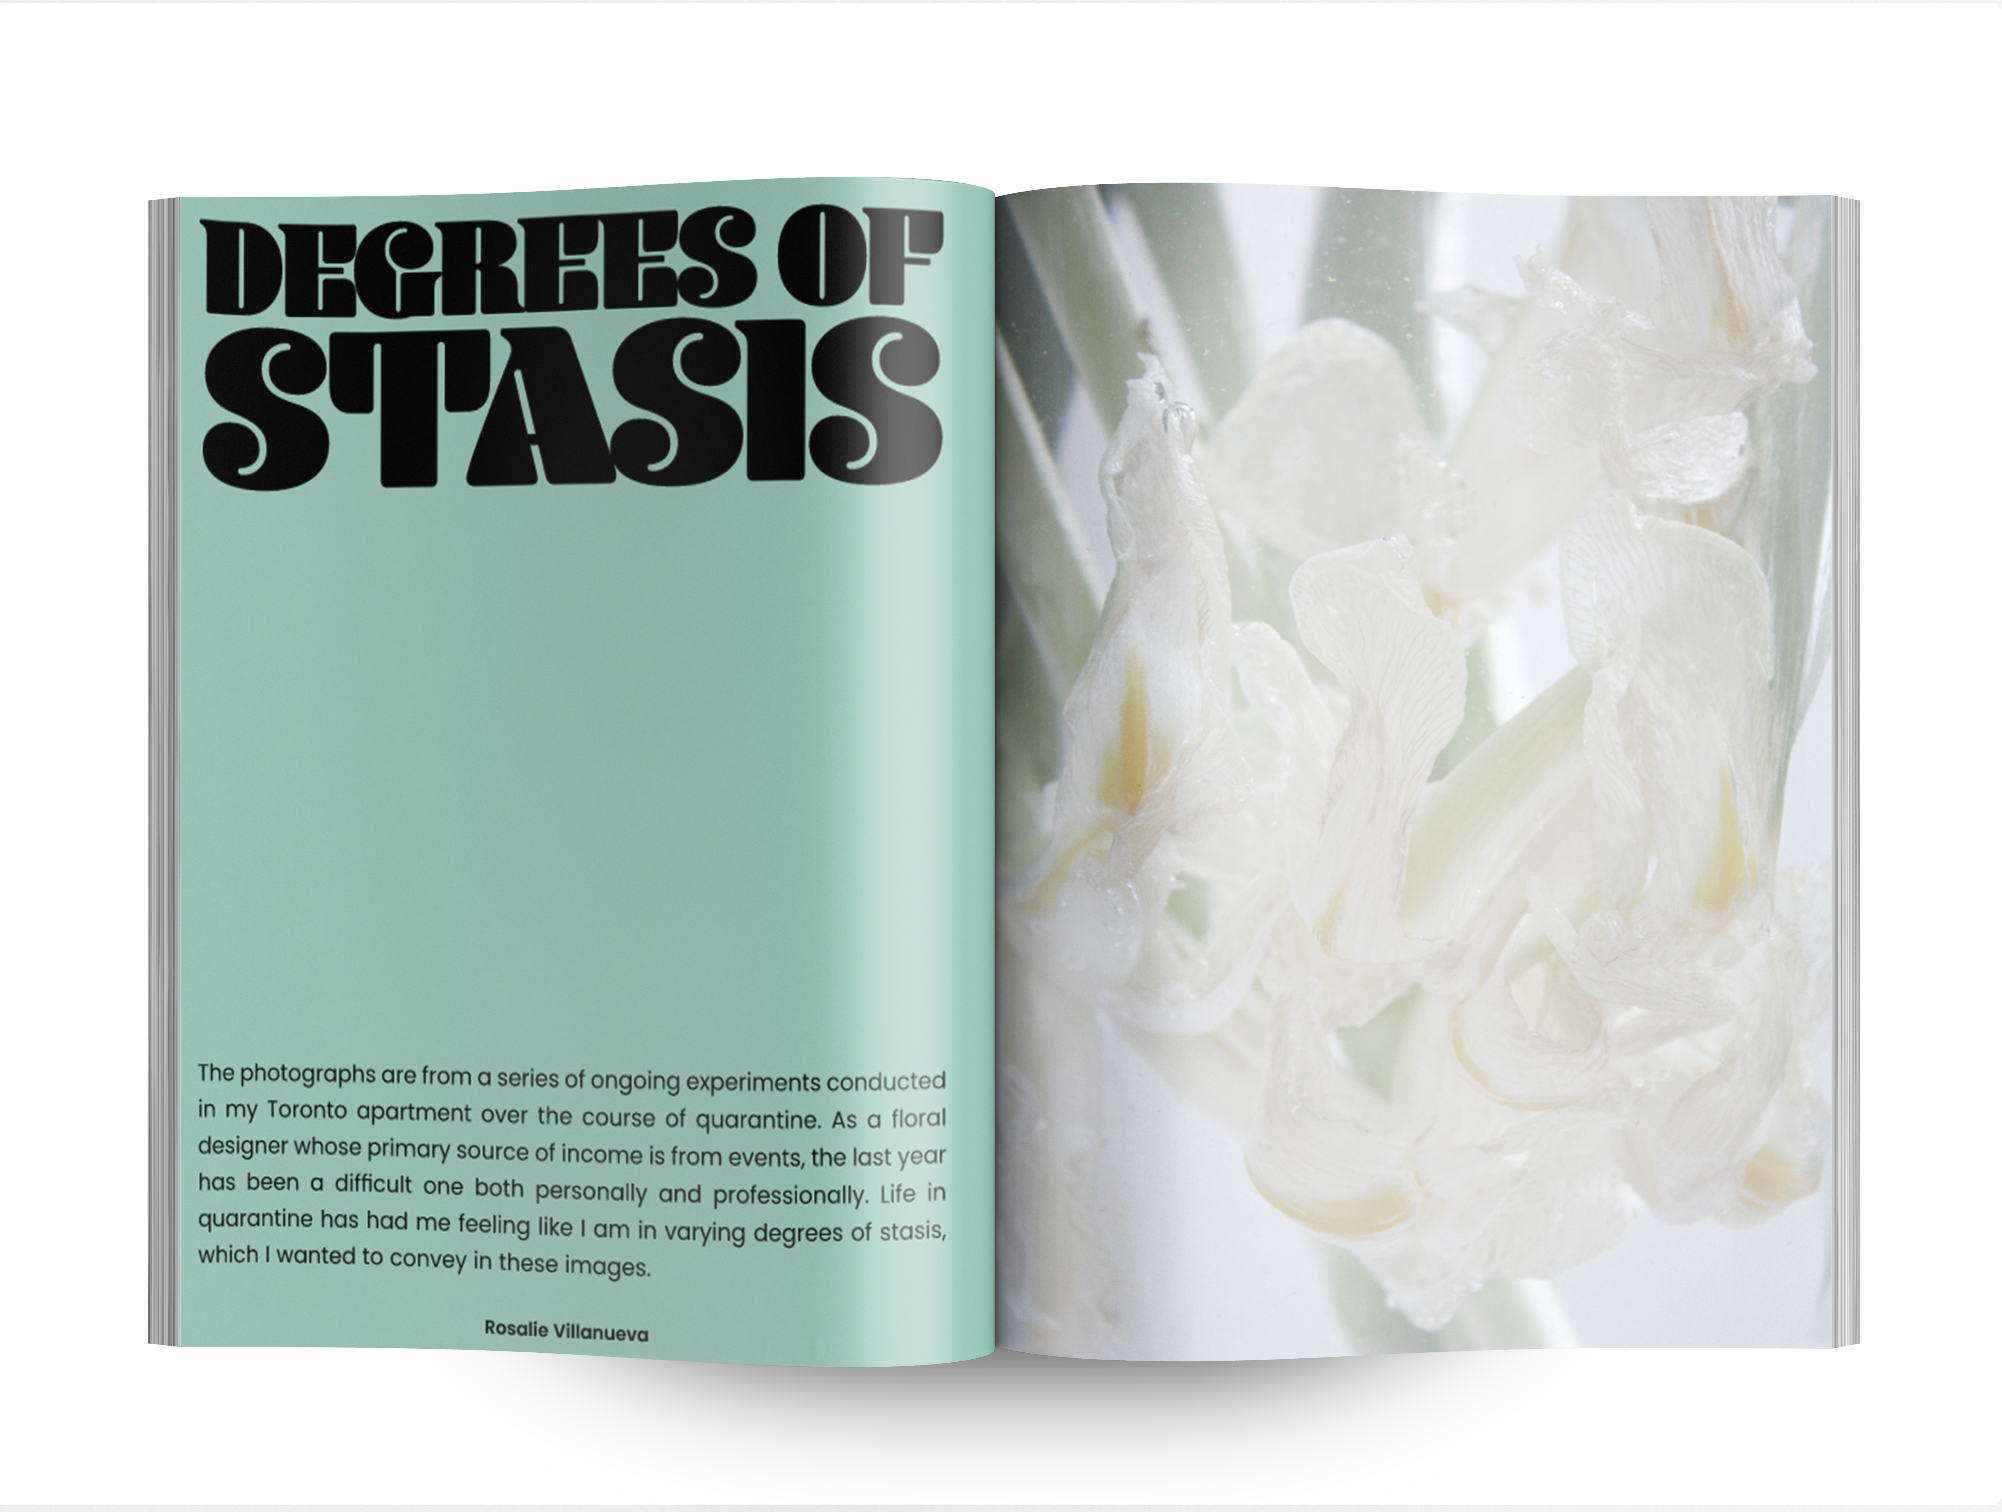 DEGREES OF
STASIS
The photographs are from a series of ongoing experiments conducted
in my Toronto apartment over the course of quarantine. As a floral
designer whose primary source of income is from events, the last year
has been a difficult one both personally and professionally. Life in
quarantine has had me feeling like I am in varying degrees of stasis,
which I wanted to convey in these images.
Rosalie Villanueva